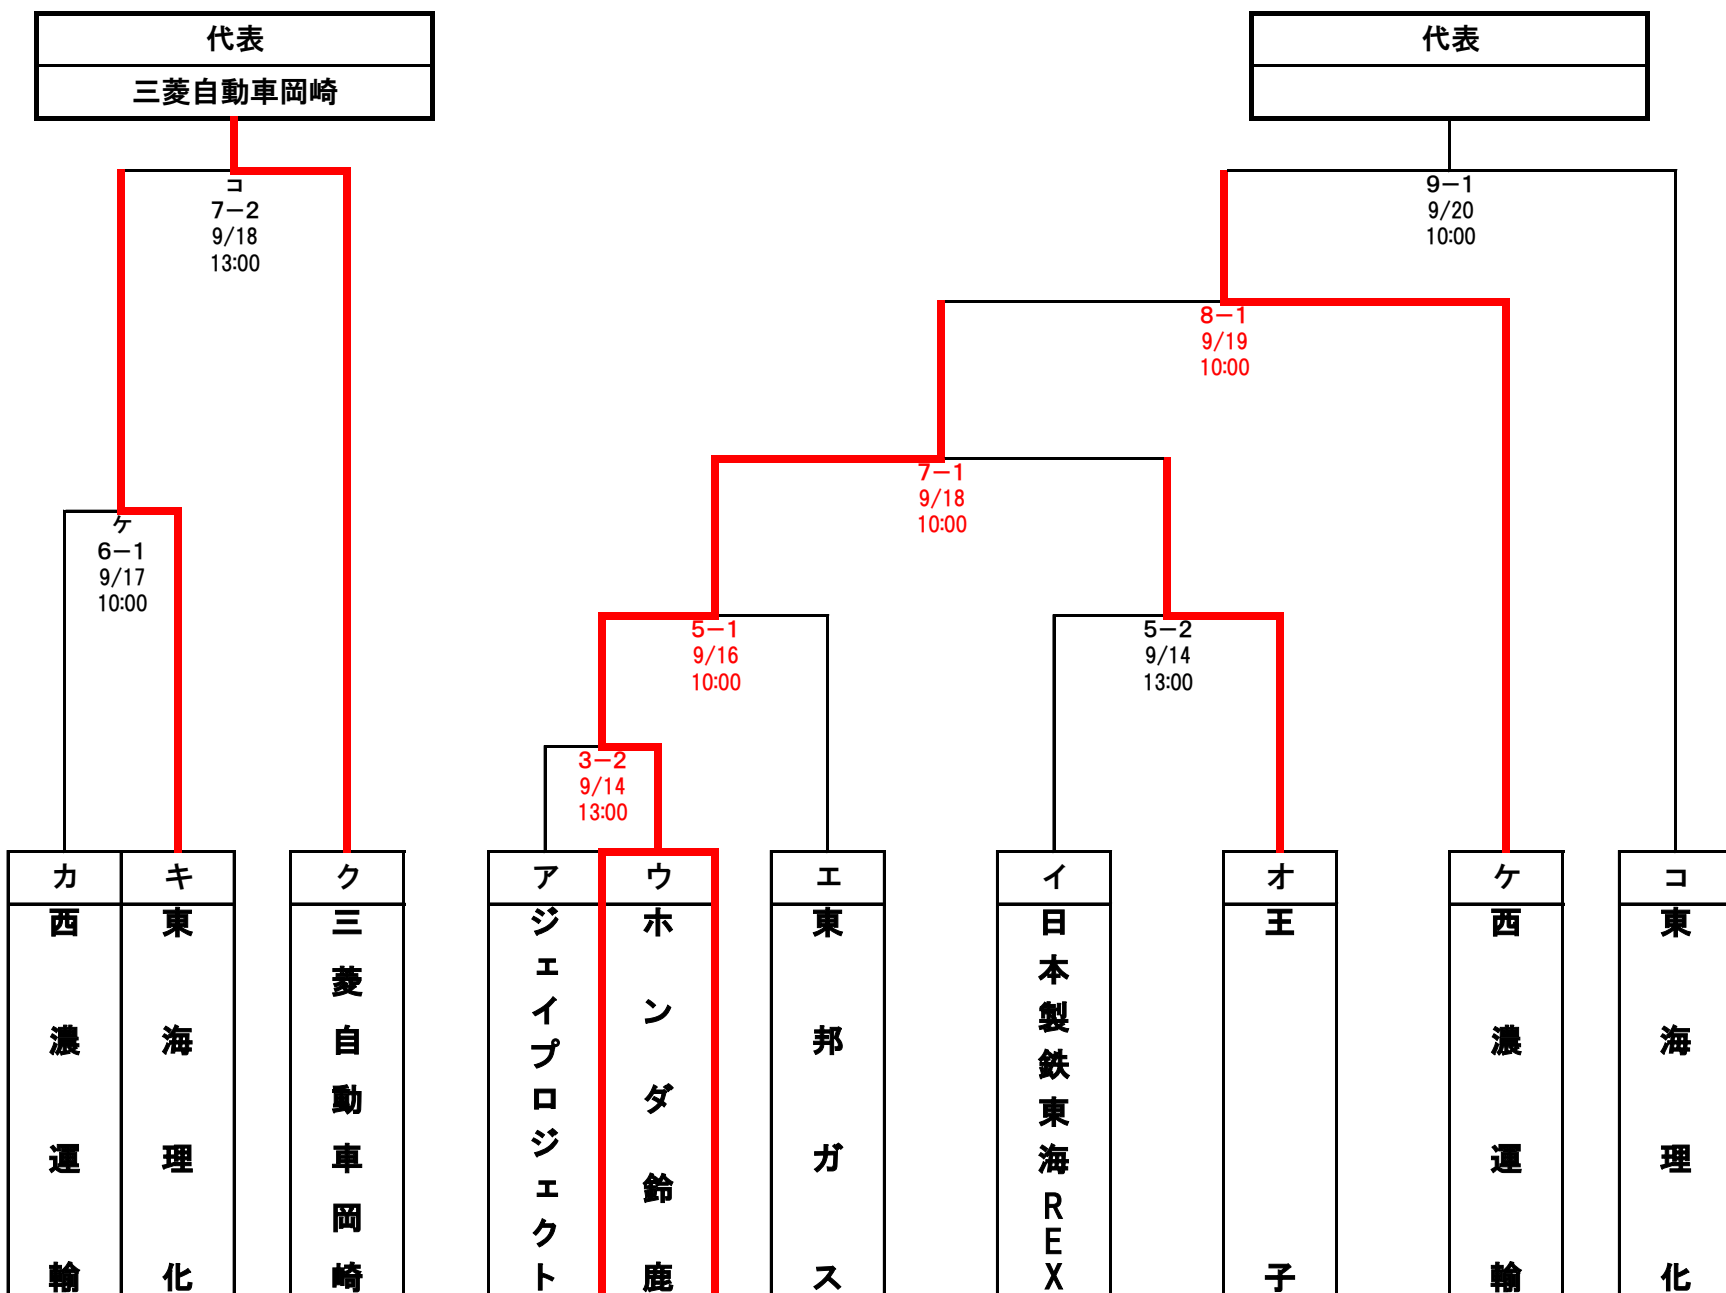 代表
三菱自動車岡崎
代表
コ
7-2
9/18
13:00
9-1
9/20
10:00
8-1
9/19
10:00
7-1
9/18
10:00
ケ
6-1
9/17
10:00
5-1
9/16
10:00
5-2
9/14
13:00
3-2
9/14
13:00
カ
西濃運輸
キ
東海理化
ク
三菱自動車岡崎
ア
ジェイプロジェクト
ウ
ホンダ鈴鹿
エ
東邦ガス
イ
日本製鉄東海REX
オ
王子
ケ
西濃運輸
コ
東海理化